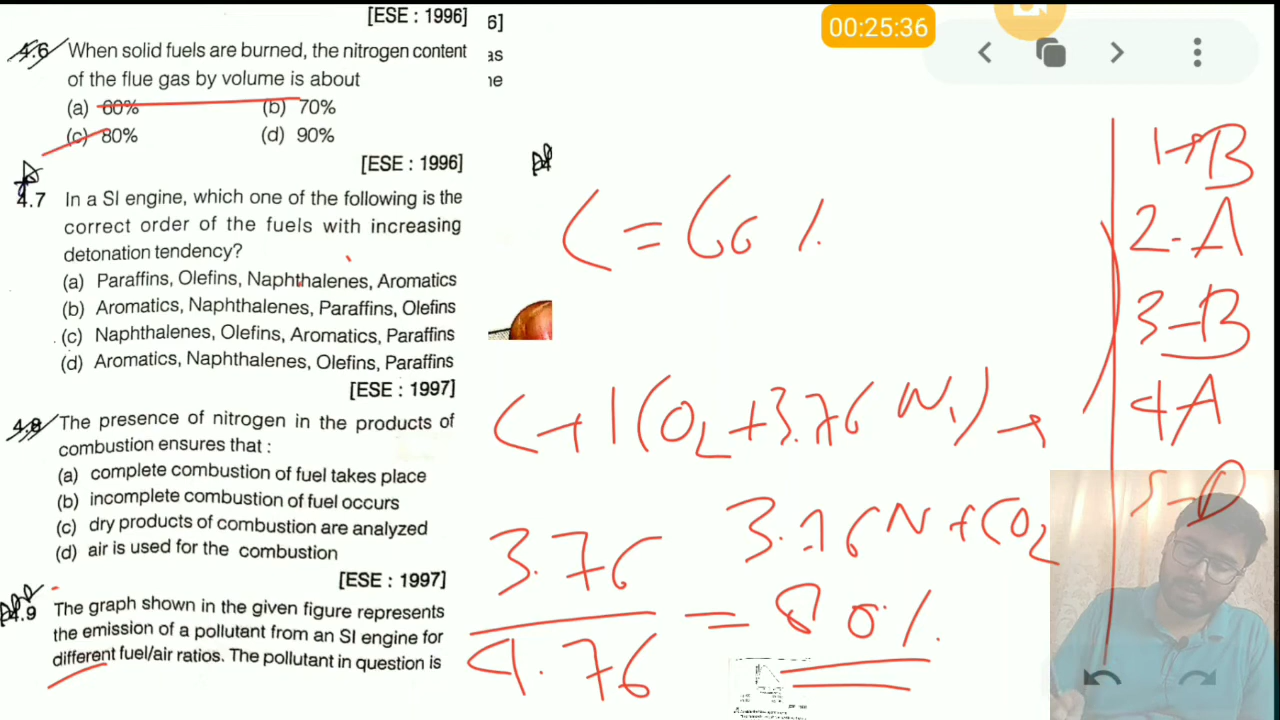 [ESE : 1996]
4.6 When solid fuels are burned, the nitrogen content
of the flue gas by volume is about
(a) 60% (b) 70%
(c) 80% (d) 90%
[ESE : 1996]
4.7 In a SI engine, which one of the following is the
correct order of the fuels with increasing
detonation tendency?
(a) Paraffins, Olefins, Naphthalenes, Aromatics
(b) Aromatics, Naphthalenes, Paraffins, Olefins
(c) Naphthalenes, Olefins, Aromatics, Paraffins
(d) Aromatics, Naphthalenes, Olefins, Paraffins
[ESE : 1997]
4.8 The presence of nitrogen in the products of
combustion ensures that :
(a) complete combustion of fuel takes place
(b) incomplete combustion of fuel occurs
(c) dry products of combustion are analyzed
(d) air is used for the combustion
[ESE : 1997]
4.9 The graph shown in the given figure represents
the emission of a pollutant from an SI engine for
different fuel/air ratios. The pollutant in question is
6]
as
ne
00:25:36
C = 60 %
C + 1(O2 + 3.76 N2) →
3.76N + CO2
3.76
4.76
= 80%
1→B
2-A
3-B
4A
5-D